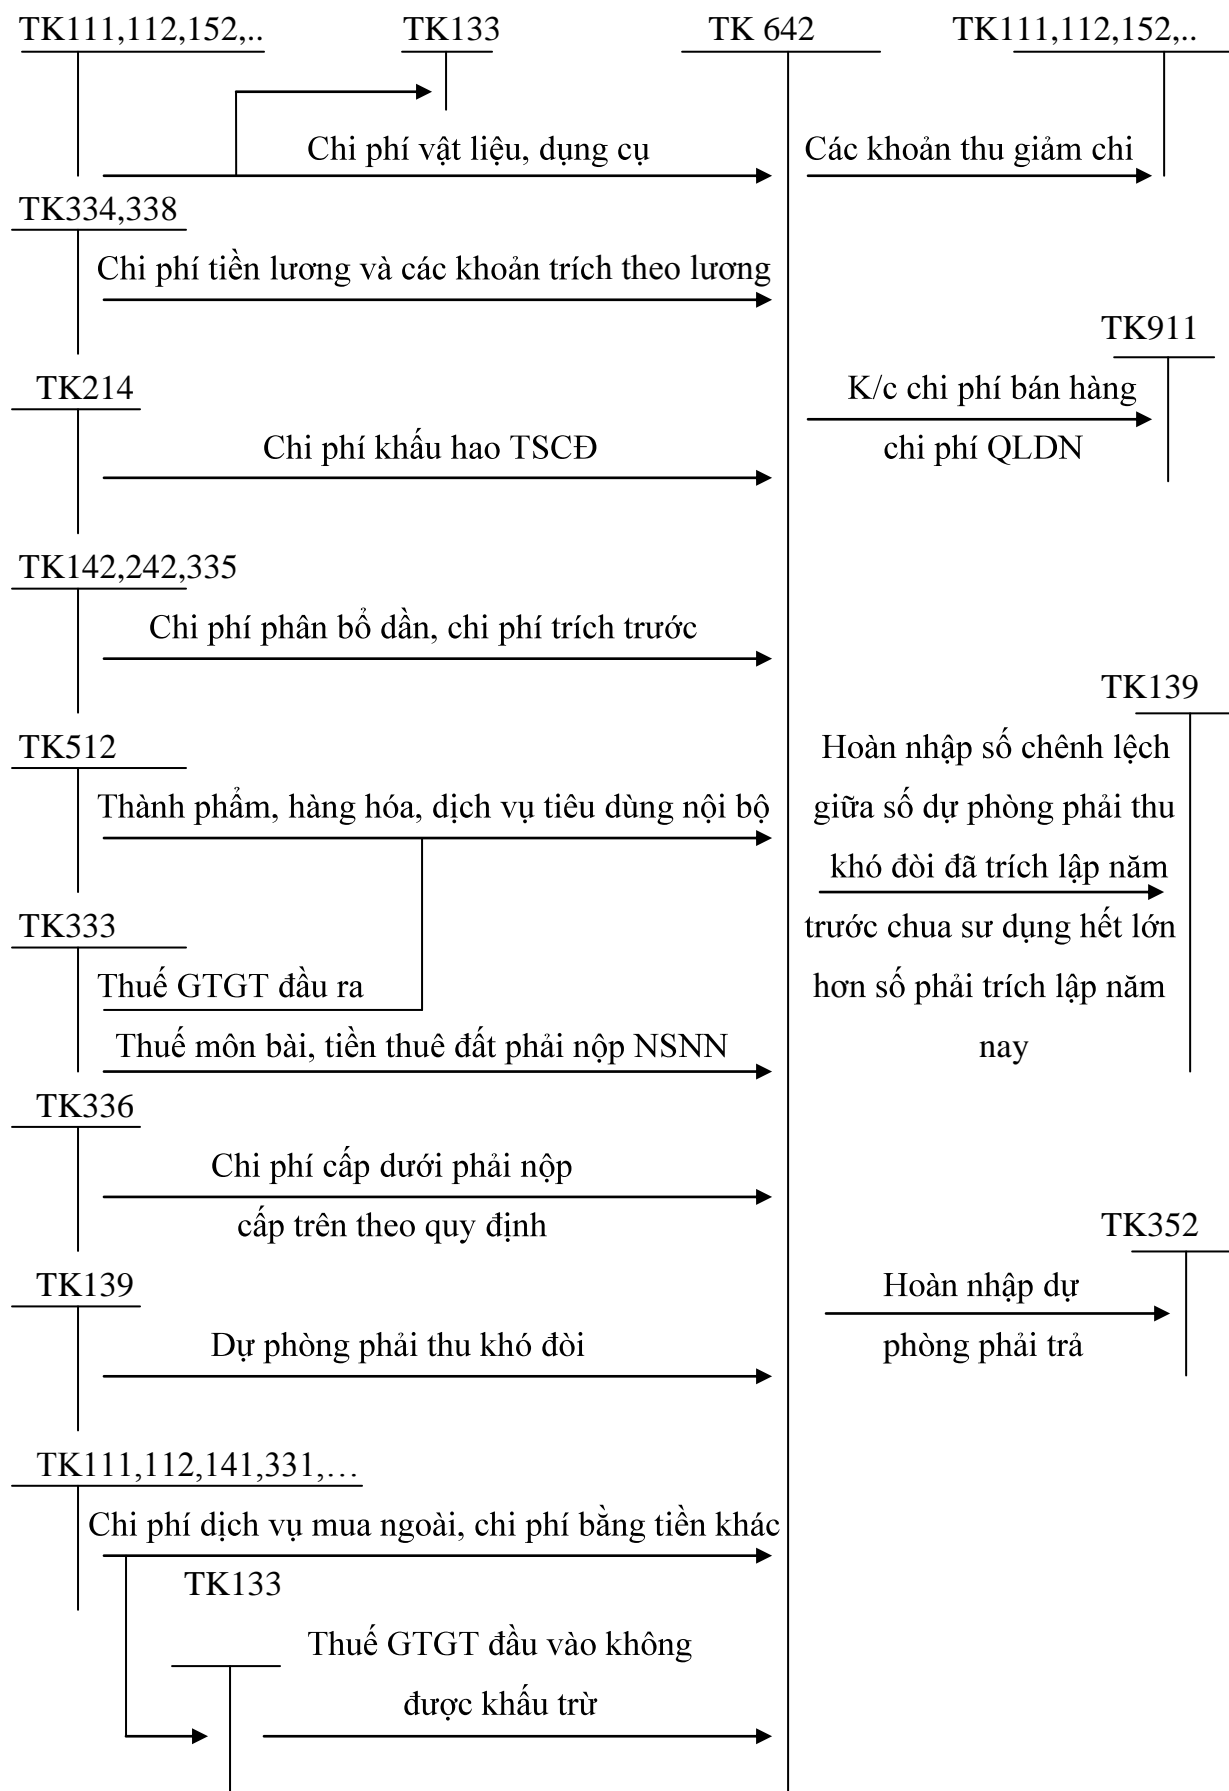 TK111,112,152,..
TK133
TK 642
TK111,112,152,..
Chi phí vật liệu, dụng cụ
Các khoản thu giảm chi
TK334,338
Chi phí tiền lương và các khoản trích theo lương
TK911
TK214
K/c chi phí bán hàng
Chi phí khấu hao TSCĐ
chi phí QLDN
TK142,242,335
Chi phí phân bổ dần, chi phí trích trước
TK139
TK512
Hoàn nhập số chênh lệch
Thành phẩm, hàng hóa, dịch vụ tiêu dùng nội bộ
giữa số dự phòng phải thu
khó đòi đã trích lập năm
TK333
trước chua sư dụng hết lớn
Thuế GTGT đầu ra
hơn số phải trích lập năm
Thuế môn bài, tiền thuê đất phải nộp NSNN
nay
TK336
Chi phí cấp dưới phải nộp
cấp trên theo quy định
TK352
TK139
Hoàn nhập dự
Dự phòng phải thu khó đòi
phòng phải trả
TK111,112,141,331,…
Chi phí dịch vụ mua ngoài, chi phí bằng tiền khác
TK133
Thuế GTGT đầu vào không
được khấu trừ